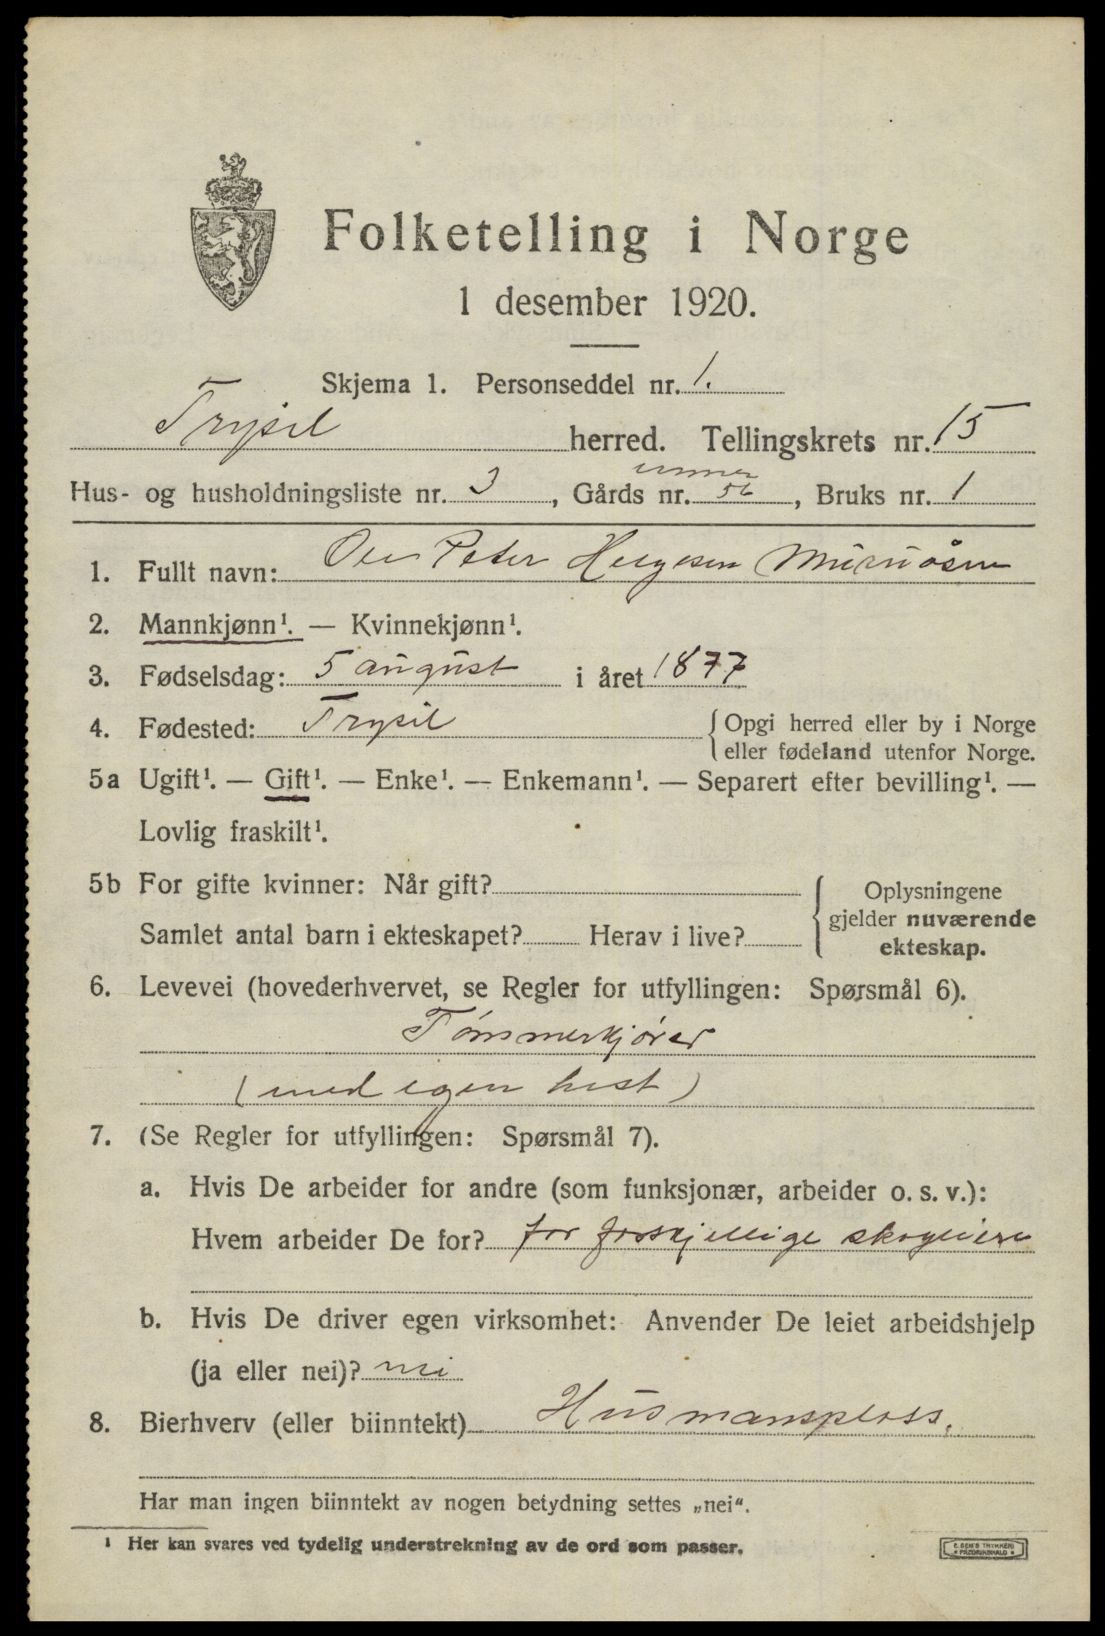 Folketelling i Norge
1 desember 1920.
Skjema 1. Personseddel nr. 1.
Trysil herred. Tellingskrets nr. 15
Hus- og husholdningsliste nr. 3, Gårds nr. under 56, Bruks nr. 1
1. Fullt navn: Ole Peter Helgesen
2. Mannkjønn¹. — Kvinnekjønn¹.
3. Fødselsdag: 5 august i året 1877
4. Fødested: Trysil { Opgi herred eller by i Norge
eller fødeland utenfor Norge.
5a Ugift¹. — Gift¹. — Enke¹. — Enkemann¹. — Separert efter bevilling¹. —
Lovlig fraskilt¹.
5b For gifte kvinner: Når gift?
Samlet antal barn i ekteskapet? Herav i live?
{ Oplysningene
gjelder nuværende
ekteskap.
6. Levevei (hovederhvervet, se Regler for utfyllingen: Spørsmål 6).
Tømmerkjører
(med egen hest)
7. (Se Regler for utfyllingen: Spørsmål 7).
a. Hvis De arbeider for andre (som funksjonær, arbeider o. s. v.):
Hvem arbeider De for? for forskjellige skogeiere
b. Hvis De driver egen virksomhet: Anvender De leiet arbeidshjelp
(ja eller nei)? nei
8. Bierhverv (eller biinntekt) Husmansplass.
Har man ingen biinntekt av nogen betydning settes „nei“.
¹ Her kan svares ved tydelig understrekning av de ord som passer.